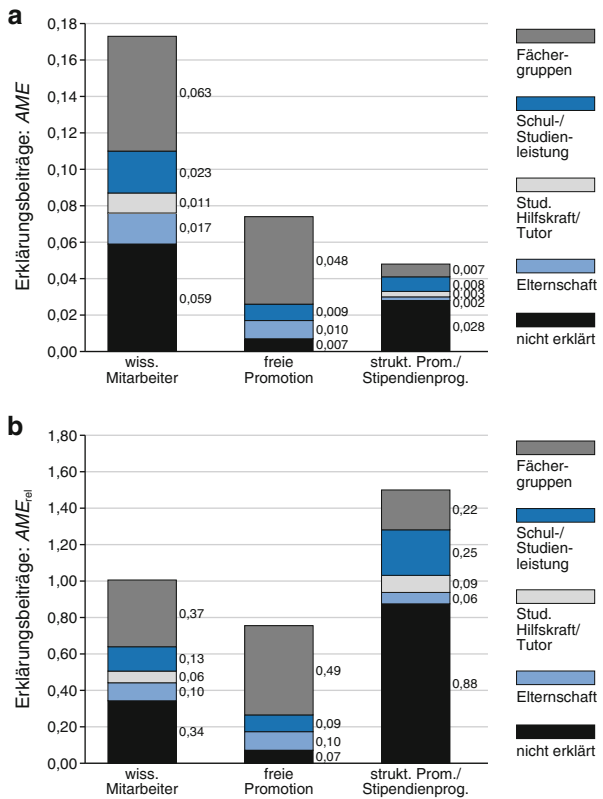 a
Erklärungsbeiträge: AME
0,18
0,16
0,14
0,12
0,10
0,08
0,06
0,04
0,02
0,00
0,063
0,023
0,011
0,017
0,059
0,048
0,009
0,010
0,007
0,007
0,008
0,003
0,002
0,028
wiss.
Mitarbeiter
freie
Promotion
strukt. Prom./
Stipendienprog.
Fächer-
gruppen
Schul-/
Studien-
leistung
Stud.
Hilfskraft/
Tutor
Elternschaft
nicht erklärt
b
Erklärungsbeiträge: AMErel
1,80
1,60
1,40
1,20
1,00
0,80
0,60
0,40
0,20
0,00
0,37
0,13
0,06
0,10
0,34
0,49
0,09
0,10
0,07
0,22
0,25
0,09
0,06
0,88
wiss.
Mitarbeiter
freie
Promotion
strukt. Prom./
Stipendienprog.
Fächer-
gruppen
Schul-/
Studien-
leistung
Stud.
Hilfskraft/
Tutor
Elternschaft
nicht erklärt